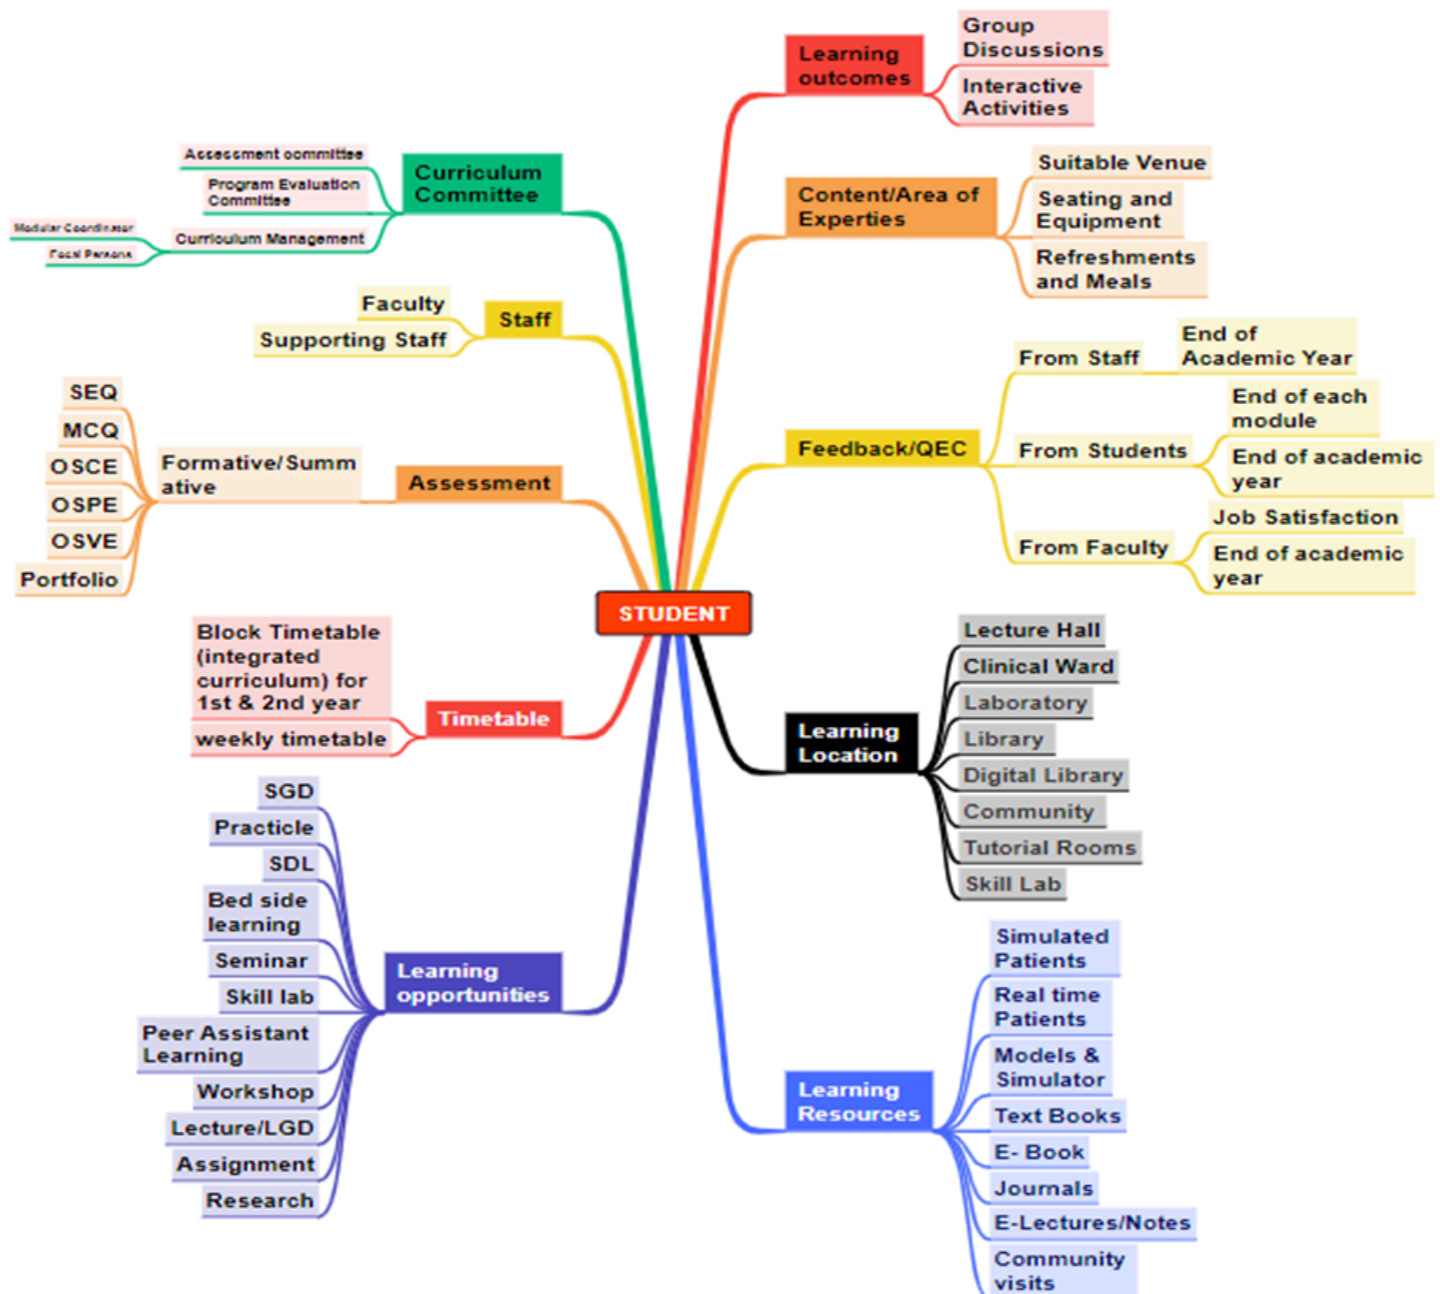 STUDENT
Learning
outcomes
Group
Discussions
Interactive
Activities
Content/Area of
Experties
Suitable Venue
Seating and
Equipment
Refreshments
and Meals
Feedback/QEC
From Staff
End of
Academic Year
From Students
End of each
module
End of academic
year
From Faculty
Job Satisfaction
End of academic
year
Learning
Location
Lecture Hall
Clinical Ward
Laboratory
Library
Digital Library
Community
Tutorial Rooms
Skill Lab
Learning
Resources
Simulated
Patients
Real time
Patients
Models &
Simulator
Text Books
E- Book
Journals
E-Lectures/Notes
Community
visits
Curriculum
Committee
Assessment committee
Program Evaluation
Committee
Curriculum Management
Modular Coordinator
Focal Persons
Staff
Faculty
Supporting Staff
Assessment
Formative/Summ
ative
SEQ
MCQ
OSCE
OSPE
OSVE
Portfolio
Timetable
Block Timetable
(integrated
curriculum) for
1st & 2nd year
weekly timetable
Learning
opportunities
SGD
Practicle
SDL
Bed side
learning
Seminar
Skill lab
Peer Assistant
Learning
Workshop
Lecture/LGD
Assignment
Research